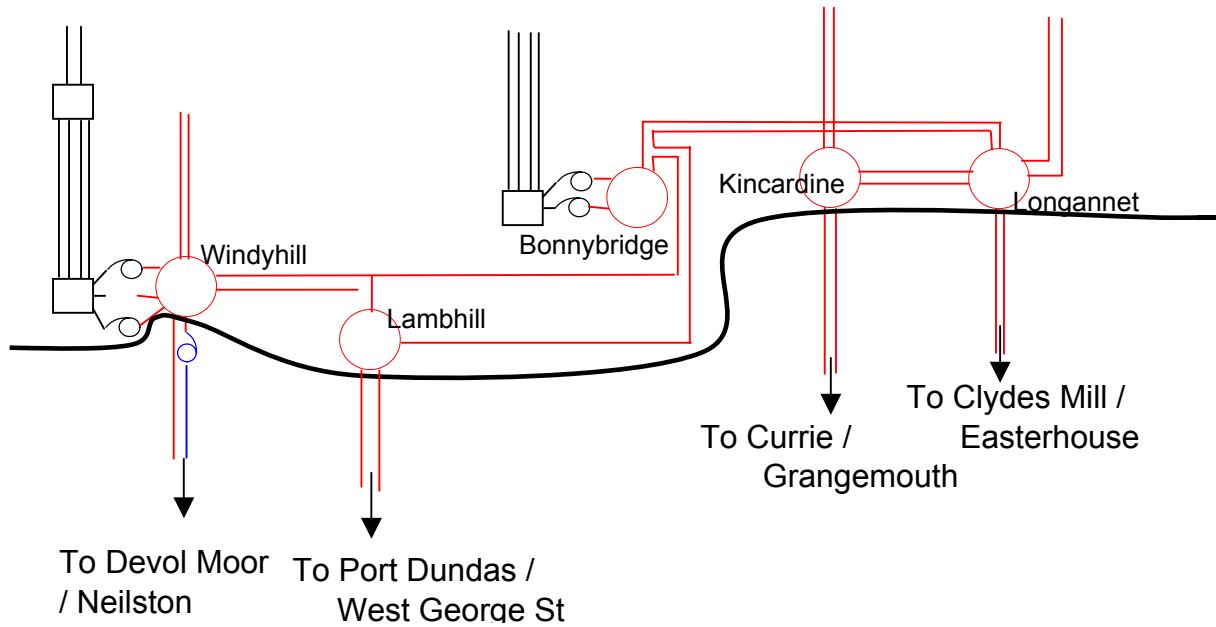 Kincardine
Longannet
Bonnybridge
Windyhill
Lambhill
To Clydes Mill /
Easterhouse
To Currie /
Grangemouth
To Devol Moor
/ Neilston
To Port Dundas /
West George St